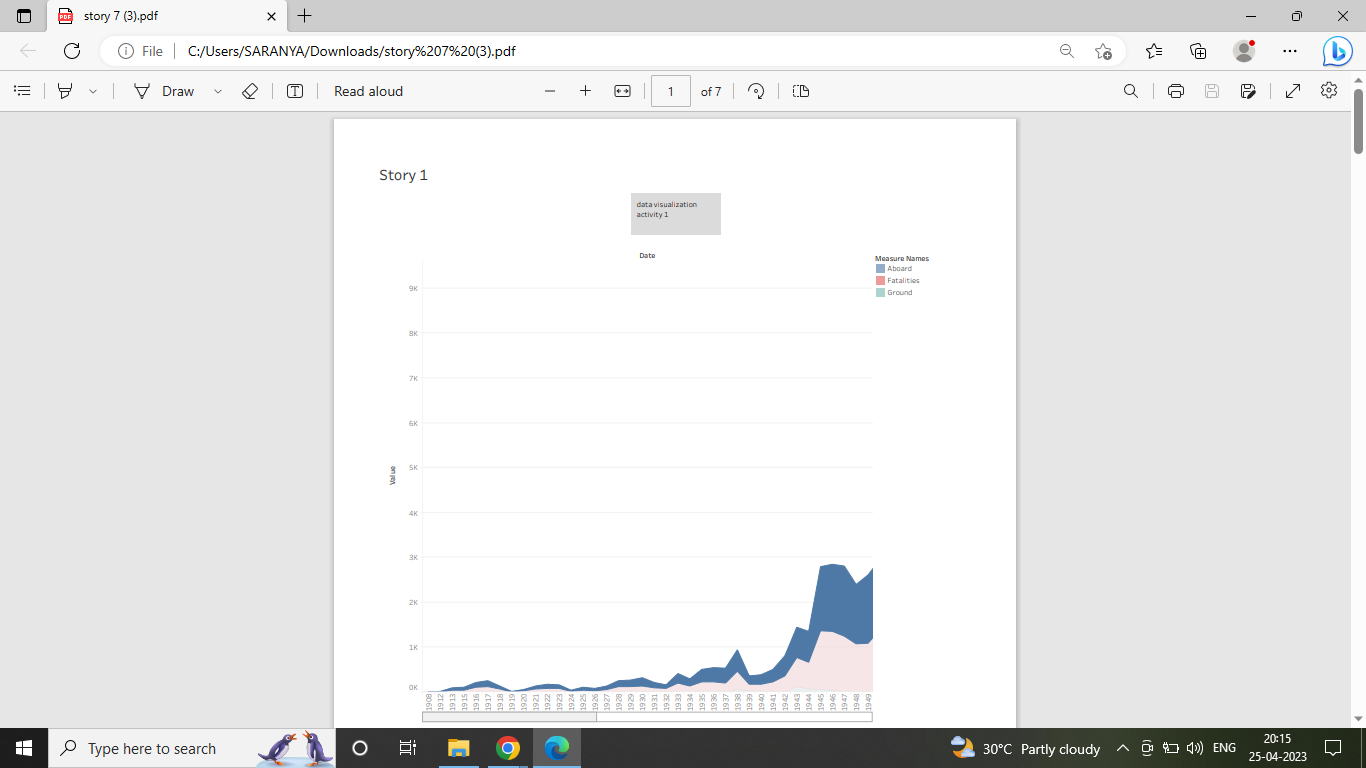 story 7 (3).pdf
File
C:/Users/SARANYA/Downloads/story%207%20(3).pdf
Draw
Read aloud
1
of 7
Story 1
data visualization
activity 1
Date
Measure Names
Aboard
Fatalities
Ground
Value
9K
8K
7K
6K
5K
4K
3K
2K
1K
0K
1908
1912
1913
1915
1916
1917
1918
1919
1920
1921
1922
1923
1924
1925
1926
1927
1928
1929
1930
1931
1932
1933
1934
1935
1936
1937
1938
1939
1940
1941
1942
1943
1944
1945
1946
1947
1948
1949
Type here to search
30°C Partly cloudy
ENG
20:15
25-04-2023